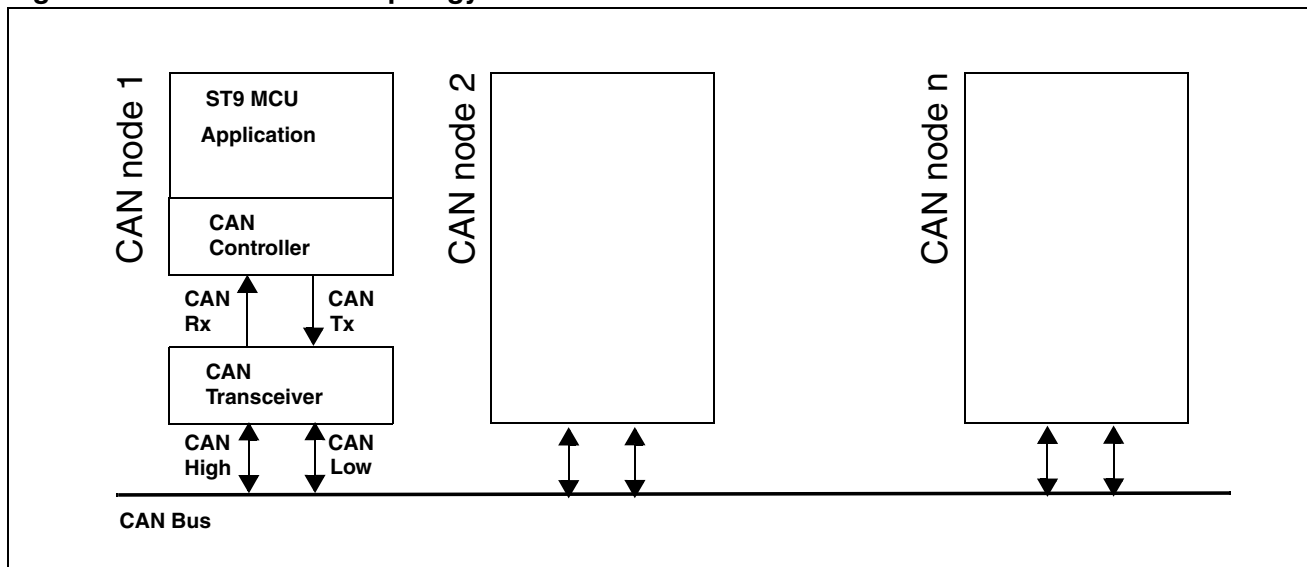 CAN node 1
ST9 MCU
Application
CAN
Controller
CAN
Rx
CAN
Tx
CAN
Transceiver
CAN
High
CAN
Low
CAN node 2
CAN node n
CAN Bus